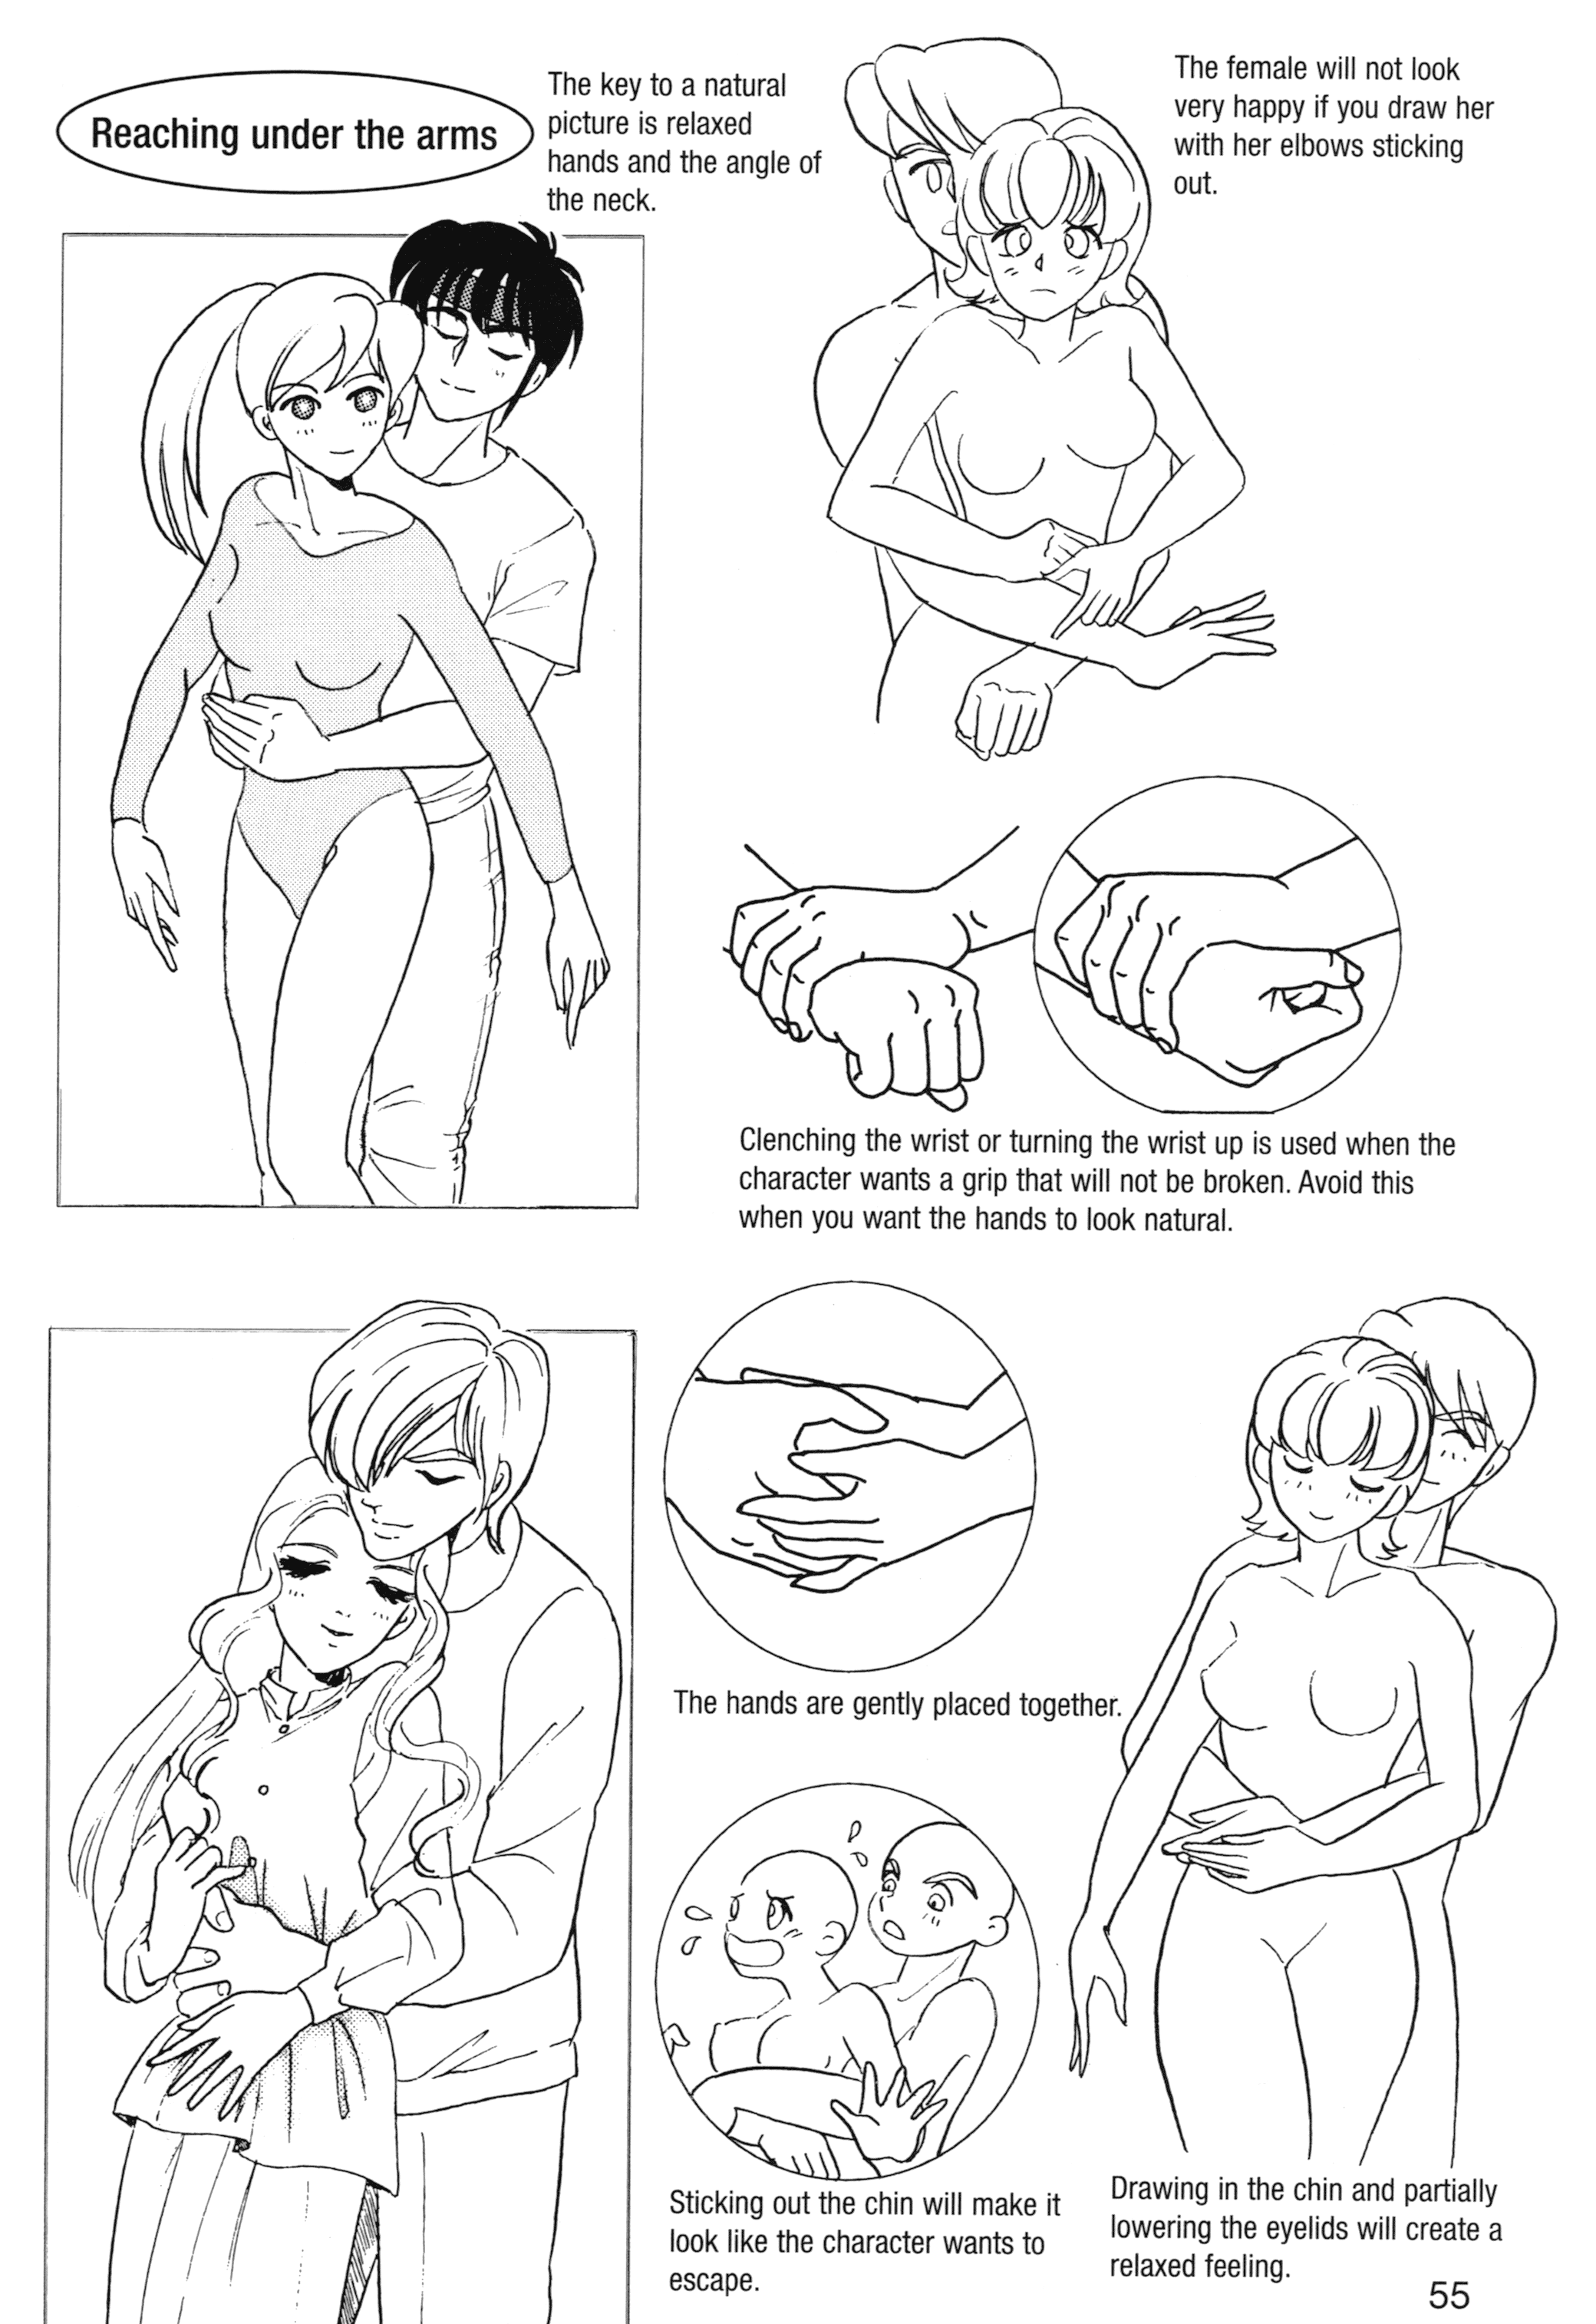 Reaching under the arms
The key to a natural
picture is relaxed
hands and the angle of
the neck.
The female will not look
very happy if you draw her
with her elbows sticking
out.
Clenching the wrist or turning the wrist up is used when the
character wants a grip that will not be broken. Avoid this
when you want the hands to look natural.
The hands are gently placed together.
Sticking out the chin will make it
look like the character wants to
escape.
Drawing in the chin and partially
lowering the eyelids will create a
relaxed feeling.
55